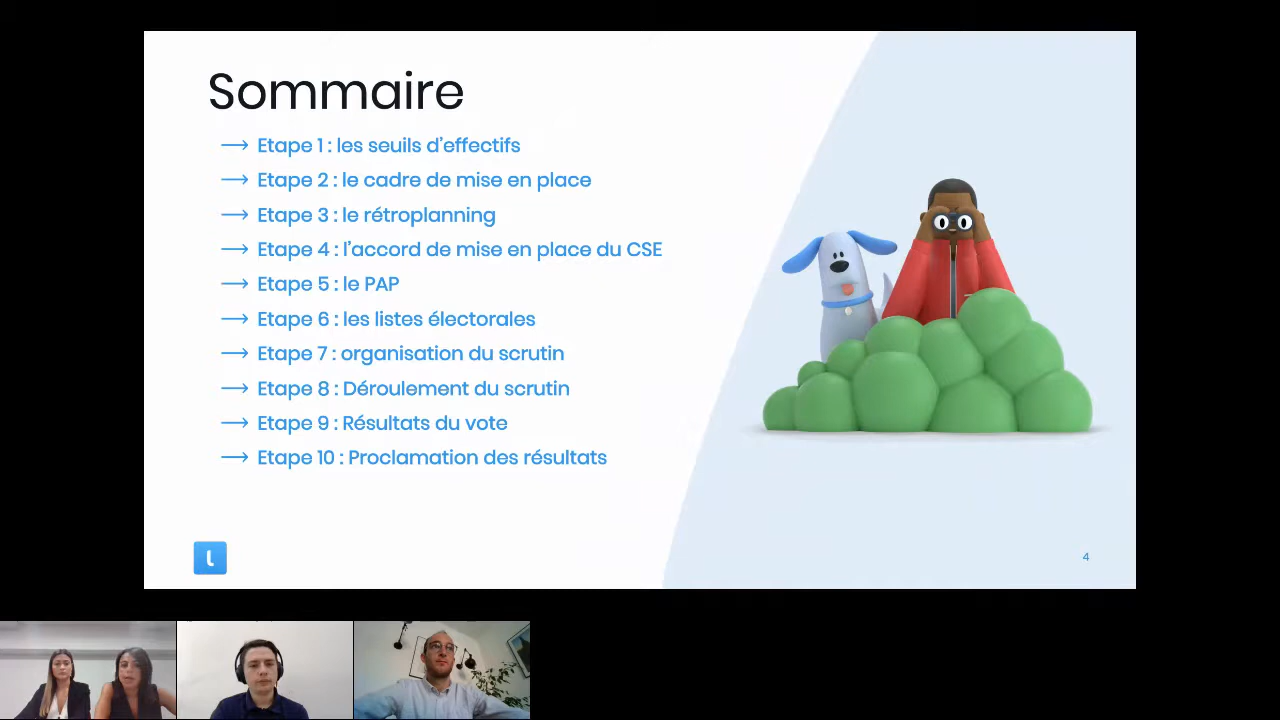 Sommaire
Etape 1 : les seuils d'effectifs
Etape 2 : le cadre de mise en place
Etape 3 : le rétroplanning
Etape 4 : l'accord de mise en place du CSE
Etape 5 : le PAP
Etape 6 : les listes électorales
Etape 7 : organisation du scrutin
Etape 8 : Déroulement du scrutin
Etape 9 : Résultats du vote
Etape 10 : Proclamation des résultats
l
4